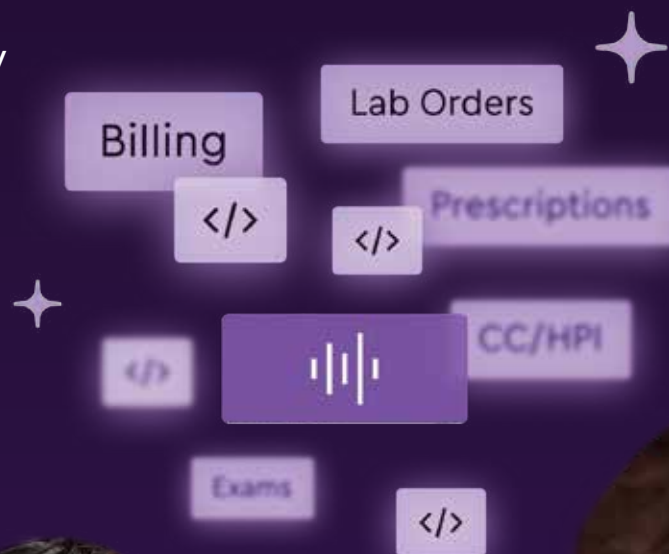 Billing
Lab Orders
</>
</>
Prescriptions
CC/HPI
</>
Exams
</>